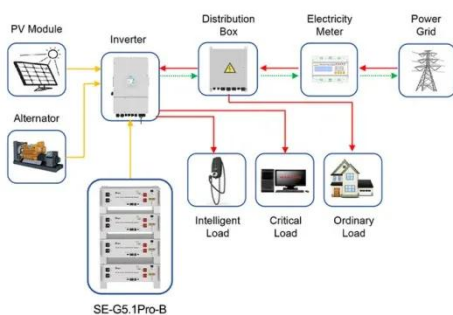 PV Module
Inverter
Distribution
Box
Electricity
Meter
Power
Grid
Alternator
Intelligent
Load
Critical
Load
Ordinary
Load
SE-G5.1Pro-B